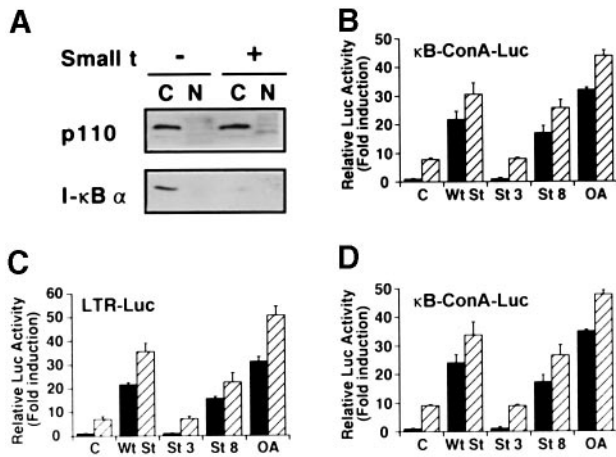 A
Small t
- +
C N C N
p110
I-κB α
B
κB-ConA-Luc
Relative Luc Activity
(Fold induction)
50
40
30
20
10
0
C Wt St St 3 St 8 OA
C
LTR-Luc
Relative Luc Activity
(Fold induction)
60
50
40
30
20
10
0
C Wt St St 3 St 8 OA
D
κB-ConA-Luc
Relative Luc Activity
(Fold induction)
50
40
30
20
10
0
C Wt St St 3 St 8 OA